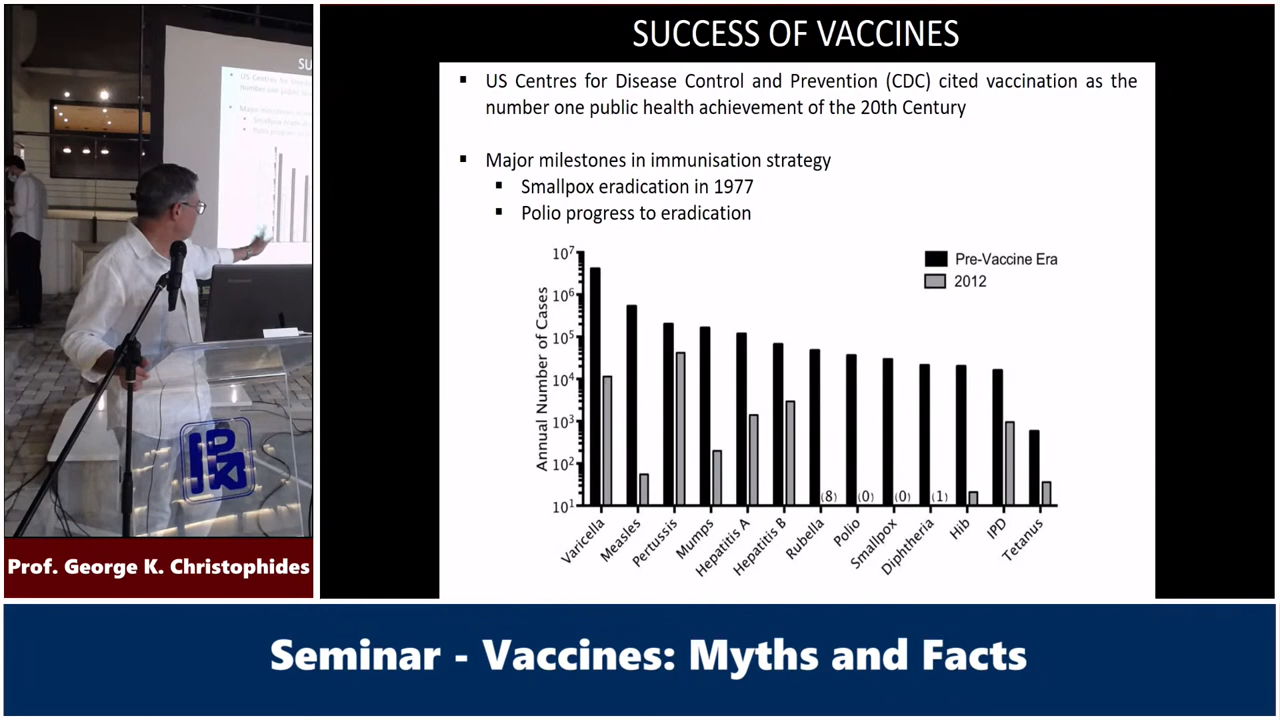 SUCCESS OF VACCINES
▪ US Centres for Disease Control and Prevention (CDC) cited vaccination as the
number one public health achievement of the 20th Century
▪ Major milestones in immunisation strategy
▪ Smallpox eradication in 1977
▪ Polio progress to eradication
Annual Number of Cases
10⁷
10⁶
10⁵
10⁴
10³
10²
10¹
Pre-Vaccine Era
2012
(8)
(0)
(0)
(1)
Varicella
Measles
Pertussis
Mumps
Hepatitis A
Hepatitis B
Rubella
Polio
Smallpox
Diphtheria
Hib
IPD
Tetanus
Prof. George K. Christophides
Seminar - Vaccines: Myths and Facts